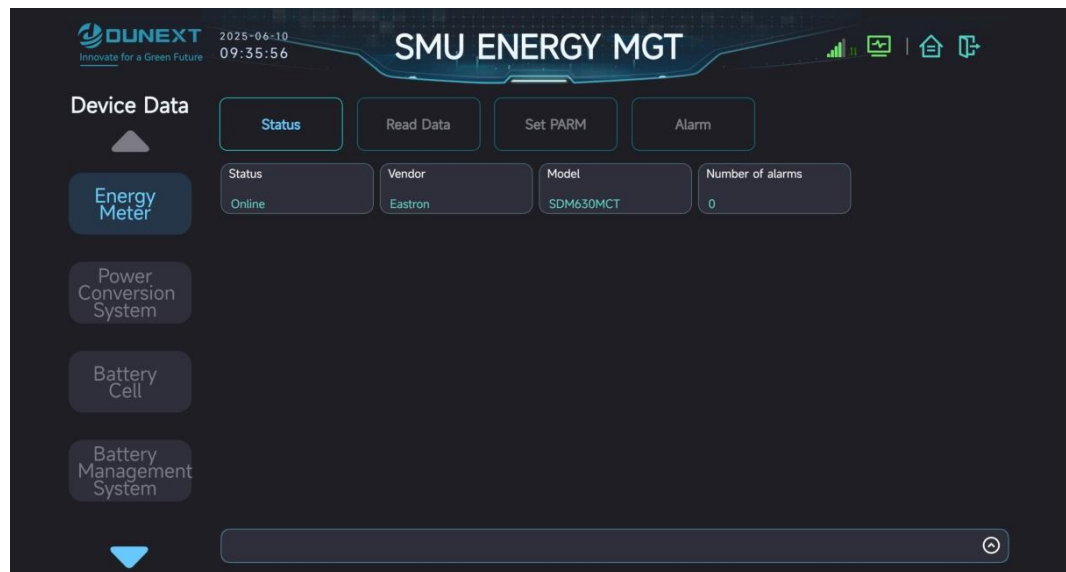 DUNEXT
Innovate for a Green Future
2025-06-10
09:35:56
SMU ENERGY MGT
11
Device Data
Status
Read Data
Set PARM
Alarm
Status
Online
Vendor
Eastron
Model
SDM630MCT
Number of alarms
0
Energy
Meter
Power
Conversion
System
Battery
Cell
Battery
Management
System